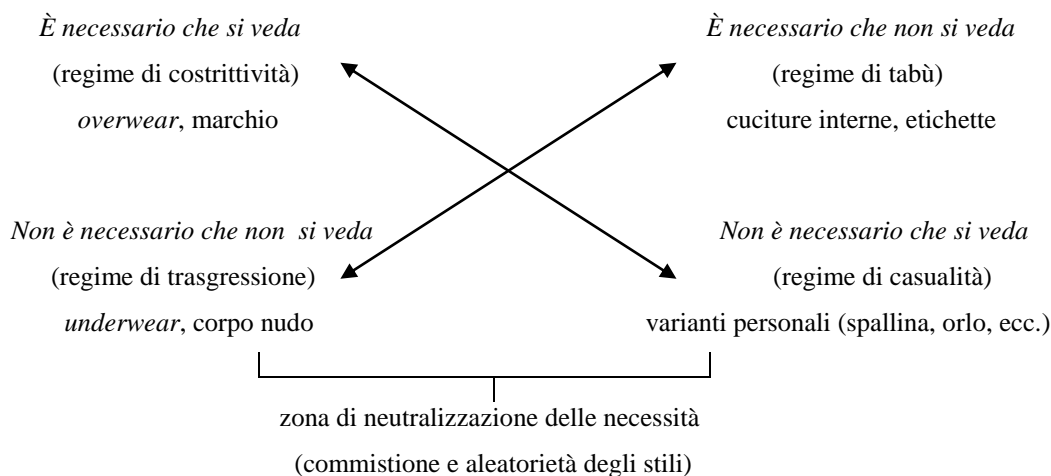 È necessario che si veda
(regime di costrittività)
overwear, marchio
È necessario che non si veda
(regime di tabù)
cuciture interne, etichette
Non è necessario che non  si veda
(regime di trasgressione)
underwear, corpo nudo
Non è necessario che si veda
(regime di casualità)
varianti personali (spallina, orlo, ecc.)
zona di neutralizzazione delle necessità
(commistione e aleatorietà degli stili)